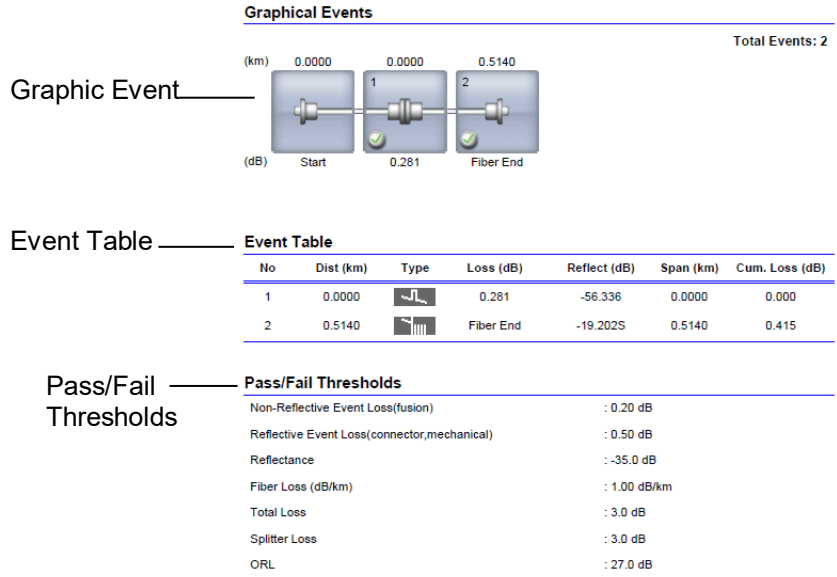 Graphical Events
Total Events: 2
(km) 0.0000 0.0000 0.5140
Graphic Event
1 2
(dB) Start 0.281 Fiber End
Event Table
Event Table
No Dist (km) Type Loss (dB) Reflect (dB) Span (km) Cum. Loss (dB)
1 0.0000 0.281 -56.336 0.0000 0.000
2 0.5140 Fiber End -19.202S 0.5140 0.415
Pass/Fail Thresholds
Pass/Fail Thresholds
Non-Reflective Event Loss(fusion) : 0.20 dB
Reflective Event Loss(connector,mechanical) : 0.50 dB
Reflectance : -35.0 dB
Fiber Loss (dB/km) : 1.00 dB/km
Total Loss : 3.0 dB
Splitter Loss : 3.0 dB
ORL : 27.0 dB